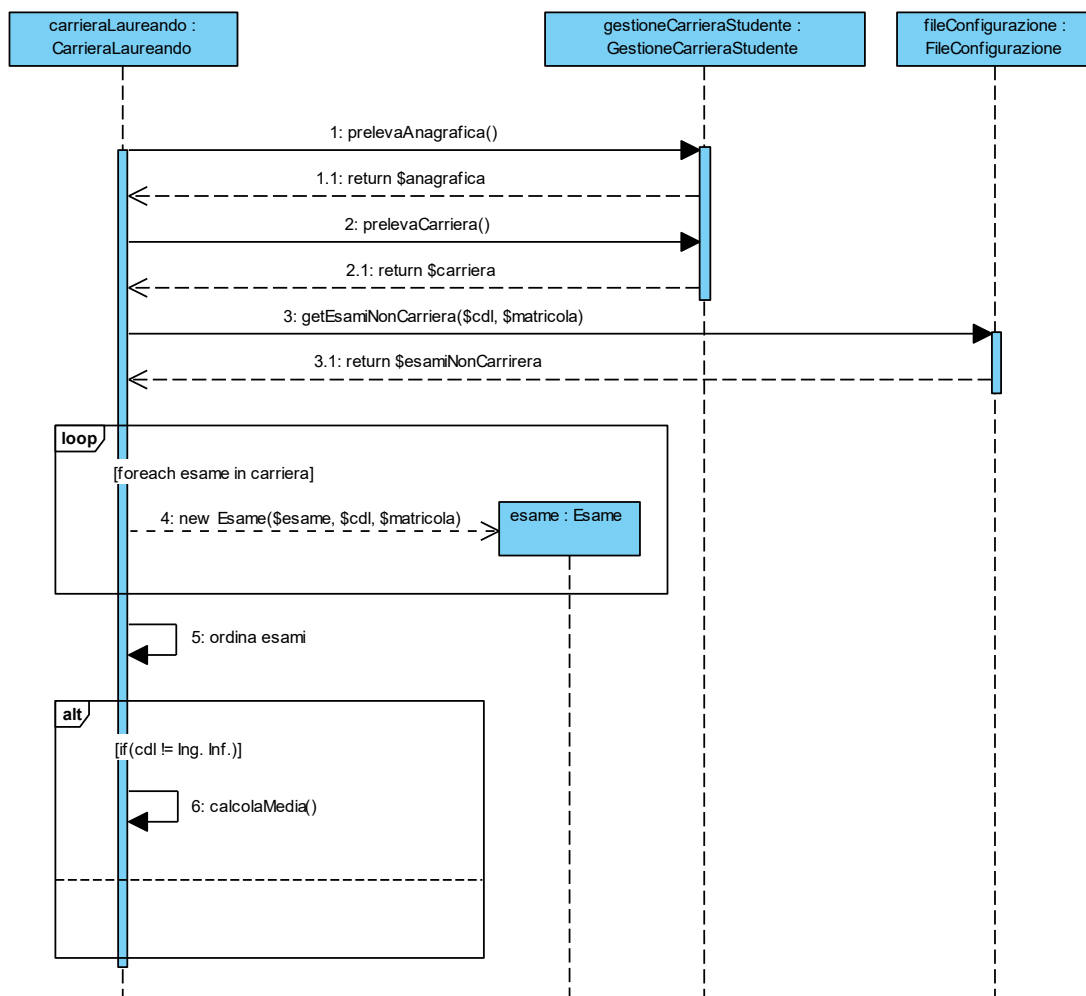 carrieraLaureando :
CarrieraLaureando
gestioneCarrieraStudente :
GestioneCarrieraStudente
fileConfigurazione :
FileConfigurazione
1: prelevaAnagrafica()
1.1: return $anagrafica
2: prelevaCarriera()
2.1: return $carriera
3: getEsamiNonCarriera($cdl, $matricola)
3.1: return $esamiNonCarrirera
loop
[foreach esame in carriera]
4: new Esame($esame, $cdl, $matricola)
esame : Esame
5: ordina esami
alt
[if(cdl != Ing. Inf.)]
6: calcolaMedia()